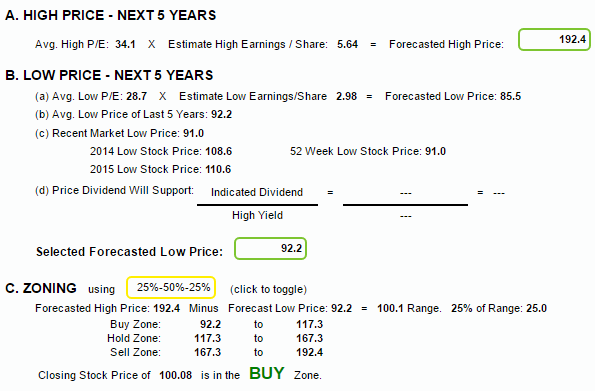 A. HIGH PRICE - NEXT 5 YEARS
Avg. High P/E: 34.1 X Estimate High Earnings / Share: 5.64 = Forecasted High Price: 192.4
B. LOW PRICE - NEXT 5 YEARS
(a) Avg. Low P/E: 28.7 X Estimate Low Earnings/Share 2.98 = Forecasted Low Price: 85.5
(b) Avg. Low Price of Last 5 Years: 92.2
(c) Recent Market Low Price: 91.0
2014 Low Stock Price: 108.6 52 Week Low Stock Price: 91.0
2015 Low Stock Price: 110.6
(d) Price Dividend Will Support: Indicated Dividend = --- = ---
High Yield ---
Selected Forecasted Low Price: 92.2
C. ZONING using 25%-50%-25% (click to toggle)
Forecasted High Price: 192.4 Minus Forecast Low Price: 92.2 = 100.1 Range. 25% of Range: 25.0
Buy Zone: 92.2 to 117.3
Hold Zone: 117.3 to 167.3
Sell Zone: 167.3 to 192.4
Closing Stock Price of 100.08 is in the BUY Zone.